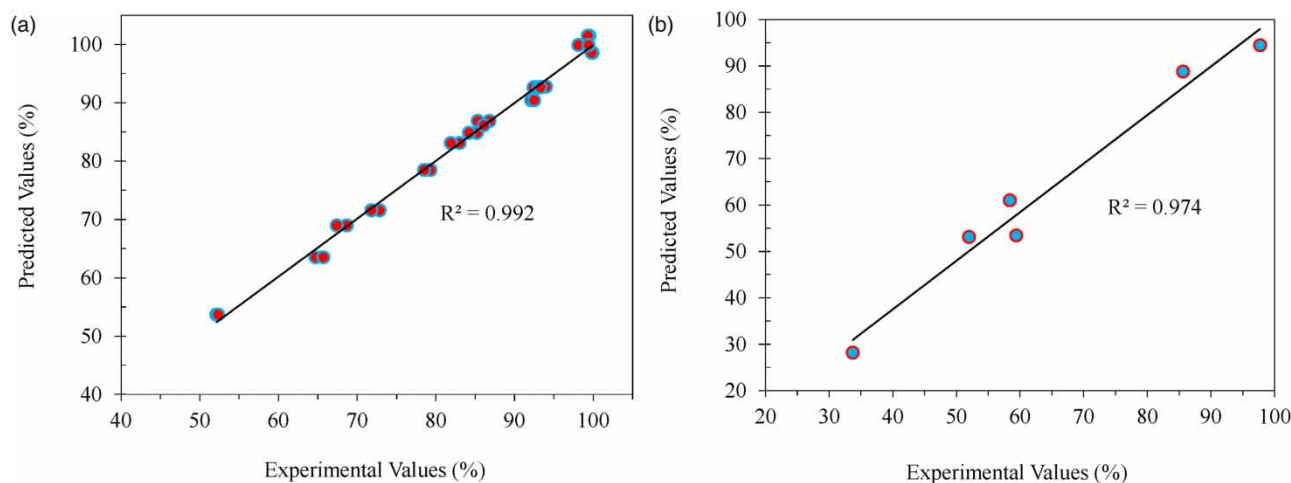 (a)
Predicted Values (%)
100
90
80
70
60
50
40
R² = 0.992
40 50 60 70 80 90 100
Experimental Values (%)
(b)
Predicted Values (%)
100
90
80
70
60
50
40
30
20
R² = 0.974
20 30 40 50 60 70 80 90 100
Experimental Values (%)